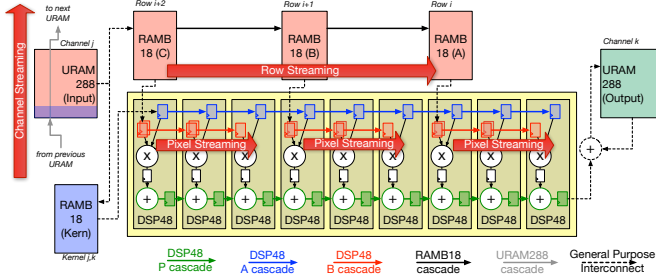 to next
URAM
Channel j
URAM
288
(Input)
Channel Streaming
from previous
URAM
Row i+2
RAMB
18 (C)
Row i+1
RAMB
18 (B)
Row i
RAMB
18 (A)
Row Streaming
Channel k
URAM
288
(Output)
Pixel Streaming
Pixel Streaming
Pixel Streaming
X
X
X
X
X
X
X
X
X
+
+
+
+
+
+
+
+
+
+
RAMB
18
(Kern)
Kernel j,k
DSP48
DSP48
DSP48
DSP48
DSP48
DSP48
DSP48
DSP48
DSP48
DSP48
P cascade
DSP48
A cascade
DSP48
B cascade
RAMB18
cascade
URAM288
cascade
General Purpose
Interconnect